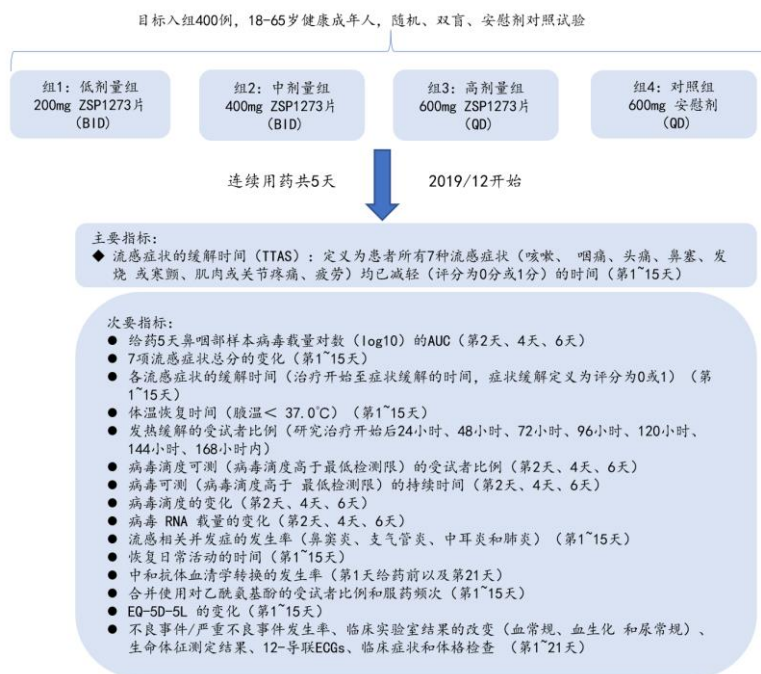 目标入组400例，18-65岁健康成年人，随机、双盲、安慰剂对照试验
组1：低剂量组
200mg ZSP1273片
(BID)
组2：中剂量组
400mg ZSP1273片
(BID)
组3：高剂量组
600mg ZSP1273片
(QD)
组4：对照组
600mg 安慰剂
(QD)
连续用药共5天
2019/12开始
主要指标：
◆ 流感症状的缓解时间（TTAS）：定义为患者所有7种流感症状（咳嗽、 咽痛、头痛、鼻塞、发
烧 或寒颤、肌肉或关节疼痛、疲劳）均已减轻（评分为0分或1分）的时间（第1~15天）
次要指标：
● 给药5天鼻咽部样本病毒载量对数（log10）的AUC（第2天、4天、6天）
● 7项流感症状总分的变化（第1~15天）
● 各流感症状的缓解时间（治疗开始至症状缓解的时间，症状缓解定义为评分为0或1）（第
1~15天）
● 体温恢复时间（腋温＜ 37.0℃）（第1~15天）
● 发热缓解的受试者比例（研究治疗开始后24小时、48小时、72小时、96小时、120小时、
144小时、168小时内）
● 病毒滴度可测（病毒滴度高于最低检测限）的受试者比例（第2天、4天、6天）
● 病毒可测（病毒滴度高于 最低检测限）的持续时间（第2天、4天、6天）
● 病毒滴度的变化（第2天、4天、6天）
● 病毒 RNA 载量的变化（第2天、4天、6天）
● 流感相关并发症的发生率（鼻窦炎、支气管炎、中耳炎和肺炎）（第1~15天）
● 恢复日常活动的时间（第1~15天）
● 中和抗体血清学转换的发生率（第1天给药前以及第21天）
● 合并使用对乙酰氨基酚的受试者比例和服药频次（第1~15天）
● EQ-5D-5L 的变化（第1~15天）
● 不良事件/严重不良事件发生率、临床实验室结果的改变（血常规、血生化 和尿常规）、
生命体征测定结果、12-导联ECGs、临床症状和体格检查 （第1~21天）